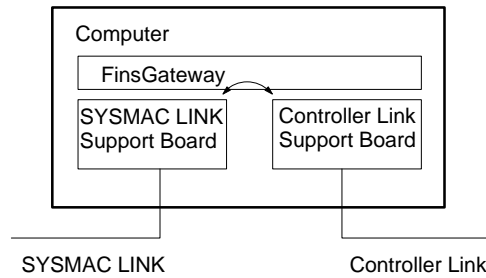 Computer
FinsGateway
SYSMAC LINK
Support Board
Controller Link
Support Board
SYSMAC LINK
Controller Link